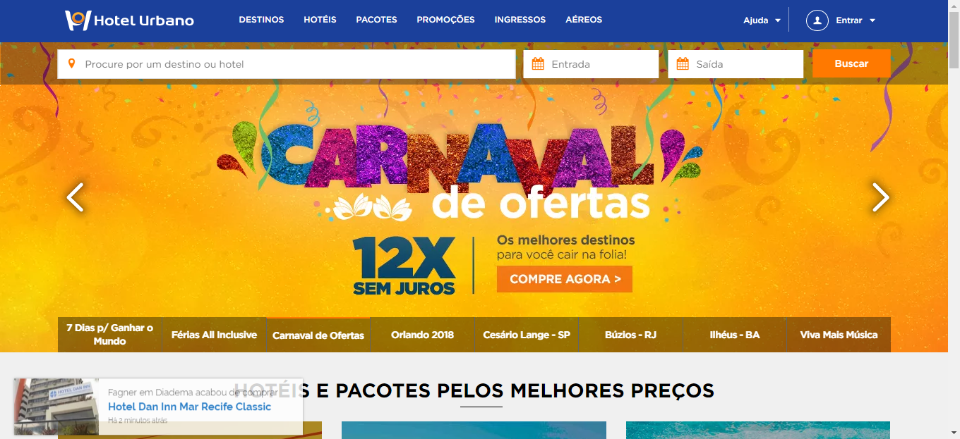 Hotel Urbano
DESTINOS HOTÉIS PACOTES PROMOÇÕES INGRESSOS AÉREOS
Ajuda Entrar
Procure por um destino ou hotel
Entrada
Saída
Buscar
CARNAVAL
de ofertas
12X
SEM JUROS
Os melhores destinos
para você cair na folia!
COMPRE AGORA >
7 Dias p/ Ganhar o
Mundo
Férias All Inclusive
Carnaval de Ofertas
Orlando 2018
Cesário Lange - SP
Búzios - RJ
Ilhéus - BA
Viva Mais Música
HOTÉIS E PACOTES PELOS MELHORES PREÇOS
Fagner em Diadema acabou de comprar
Hotel Dan Inn Mar Recife Classic
Há 2 minutos atrás